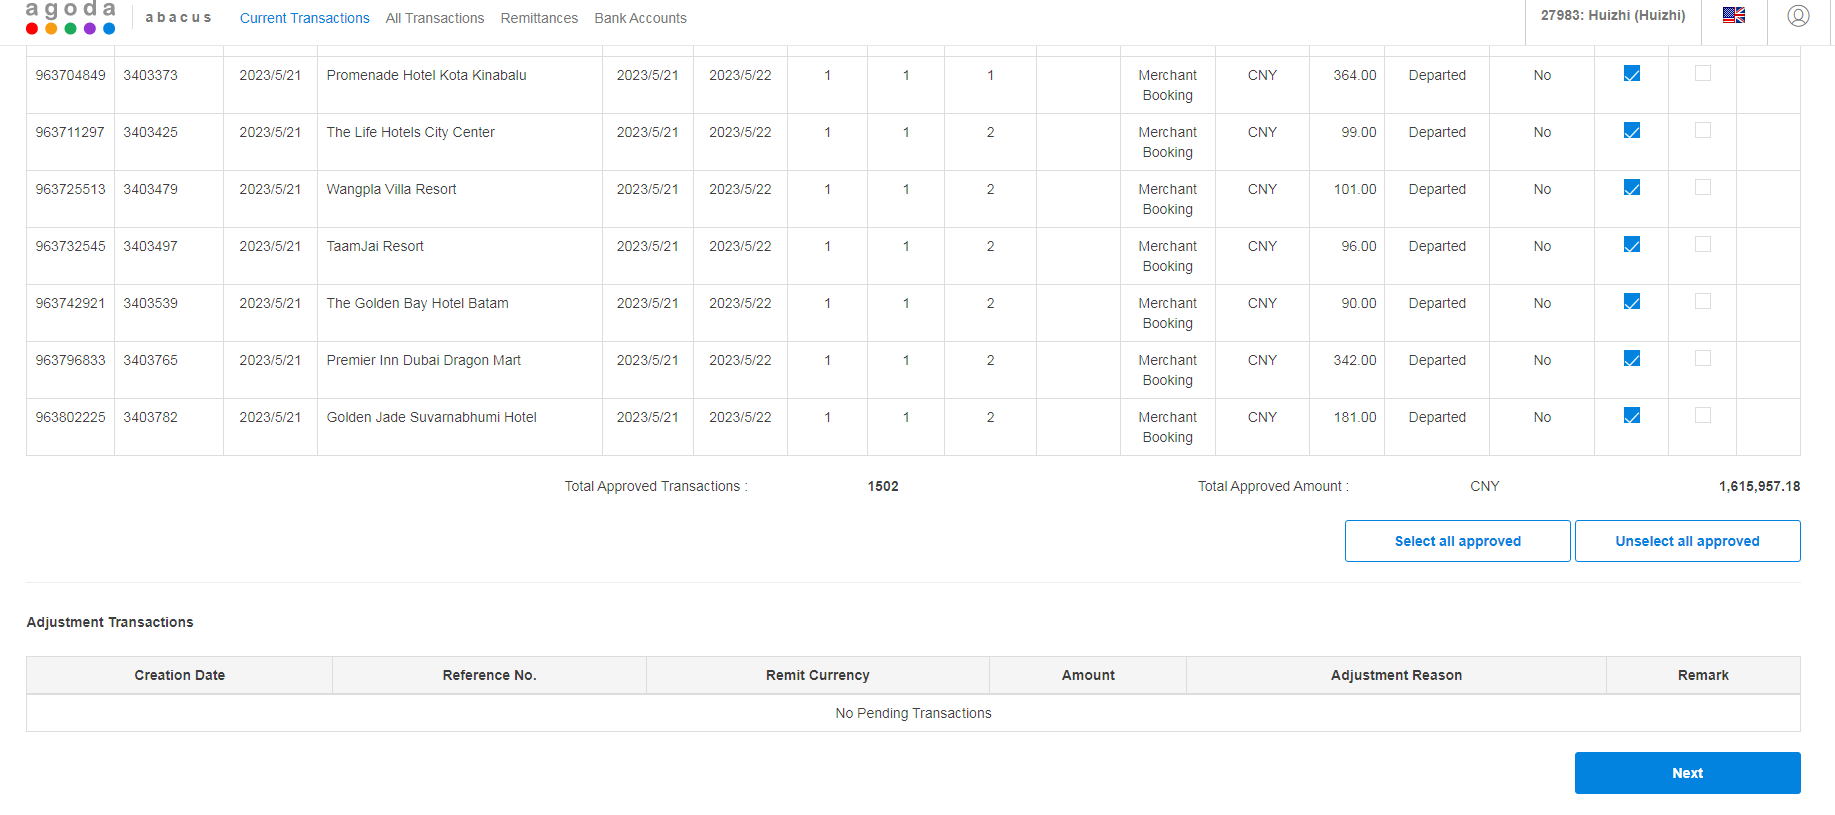 agoda abacus Current Transactions All Transactions Remittances Bank Accounts 27983: Huizhi (Huizhi)
963704849 3403373 2023/5/21 Promenade Hotel Kota Kinabalu 2023/5/21 2023/5/22 1 1 1 Merchant Booking CNY 364.00 Departed No
963711297 3403425 2023/5/21 The Life Hotels City Center 2023/5/21 2023/5/22 1 1 2 Merchant Booking CNY 99.00 Departed No
963725513 3403479 2023/5/21 Wangpla Villa Resort 2023/5/21 2023/5/22 1 1 2 Merchant Booking CNY 101.00 Departed No
963732545 3403497 2023/5/21 TaamJai Resort 2023/5/21 2023/5/22 1 1 2 Merchant Booking CNY 96.00 Departed No
963742921 3403539 2023/5/21 The Golden Bay Hotel Batam 2023/5/21 2023/5/22 1 1 2 Merchant Booking CNY 90.00 Departed No
963796833 3403765 2023/5/21 Premier Inn Dubai Dragon Mart 2023/5/21 2023/5/22 1 1 2 Merchant Booking CNY 342.00 Departed No
963802225 3403782 2023/5/21 Golden Jade Suvarnabhumi Hotel 2023/5/21 2023/5/22 1 1 2 Merchant Booking CNY 181.00 Departed No
Total Approved Transactions : 1502 Total Approved Amount : CNY 1,615,957.18
Select all approved Unselect all approved
Adjustment Transactions
Creation Date Reference No. Remit Currency Amount Adjustment Reason Remark
No Pending Transactions
Next